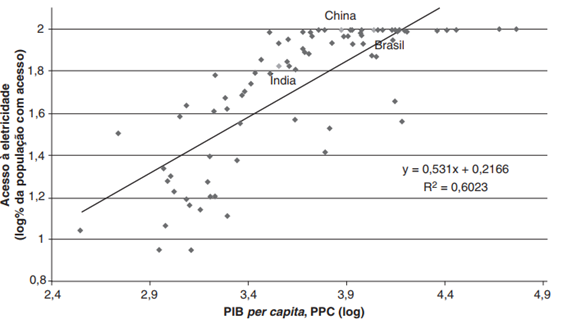 China
Brasil
Índia
y = 0,531x + 0,2166
R² = 0,6023
Acesso à eletricidade
(log% da população com acesso)
2
1,8
1,6
1,4
1,2
1
0,8
2,4 2,9 3,4 3,9 4,4 4,9
PIB per capita, PPC (log)